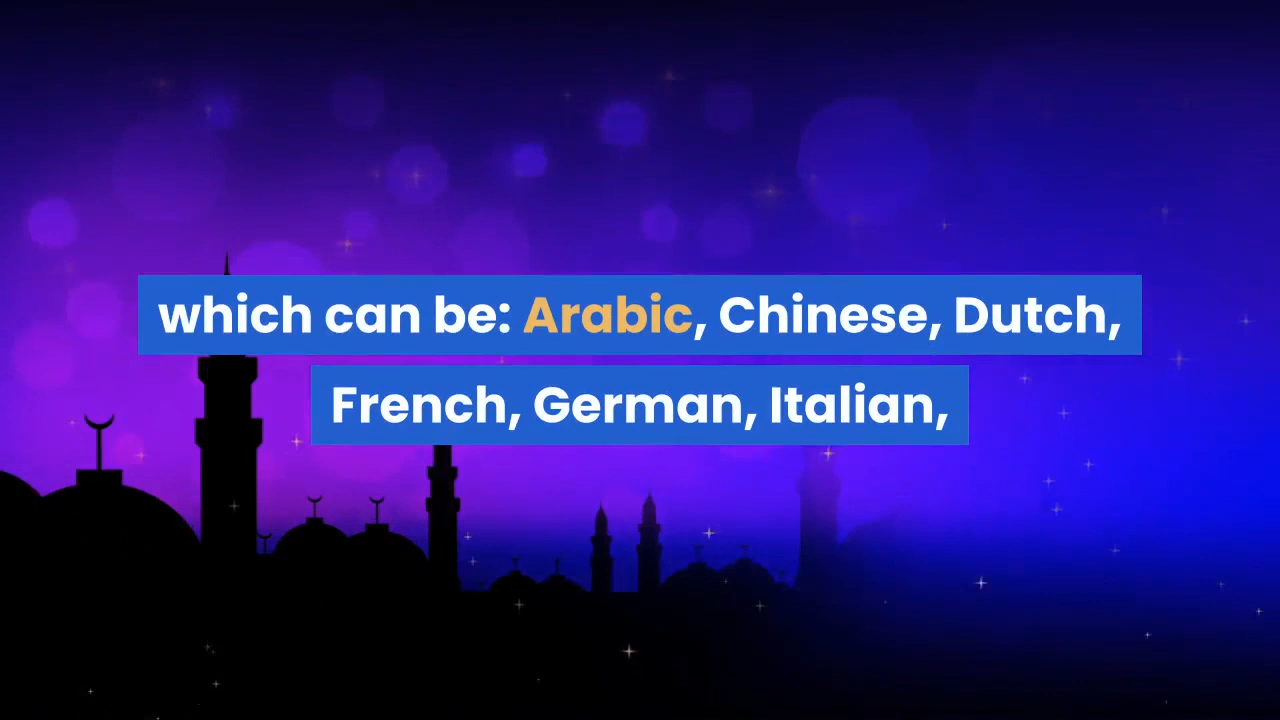 which can be: Arabic, Chinese, Dutch,
French, German, Italian,